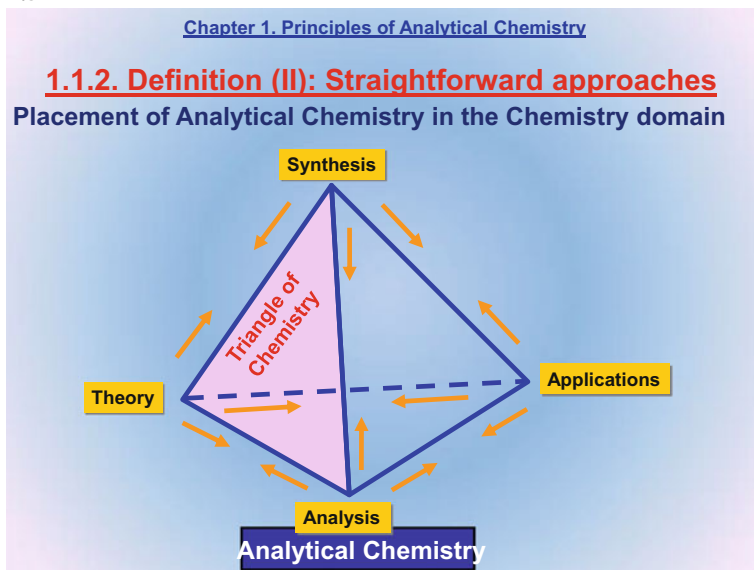 Chapter 1. Principles of Analytical Chemistry
1.1.2. Definition (II): Straightforward approaches
Placement of Analytical Chemistry in the Chemistry domain
Synthesis
Triangle of
Chemistry
Theory
Applications
Analysis
Analytical Chemistry